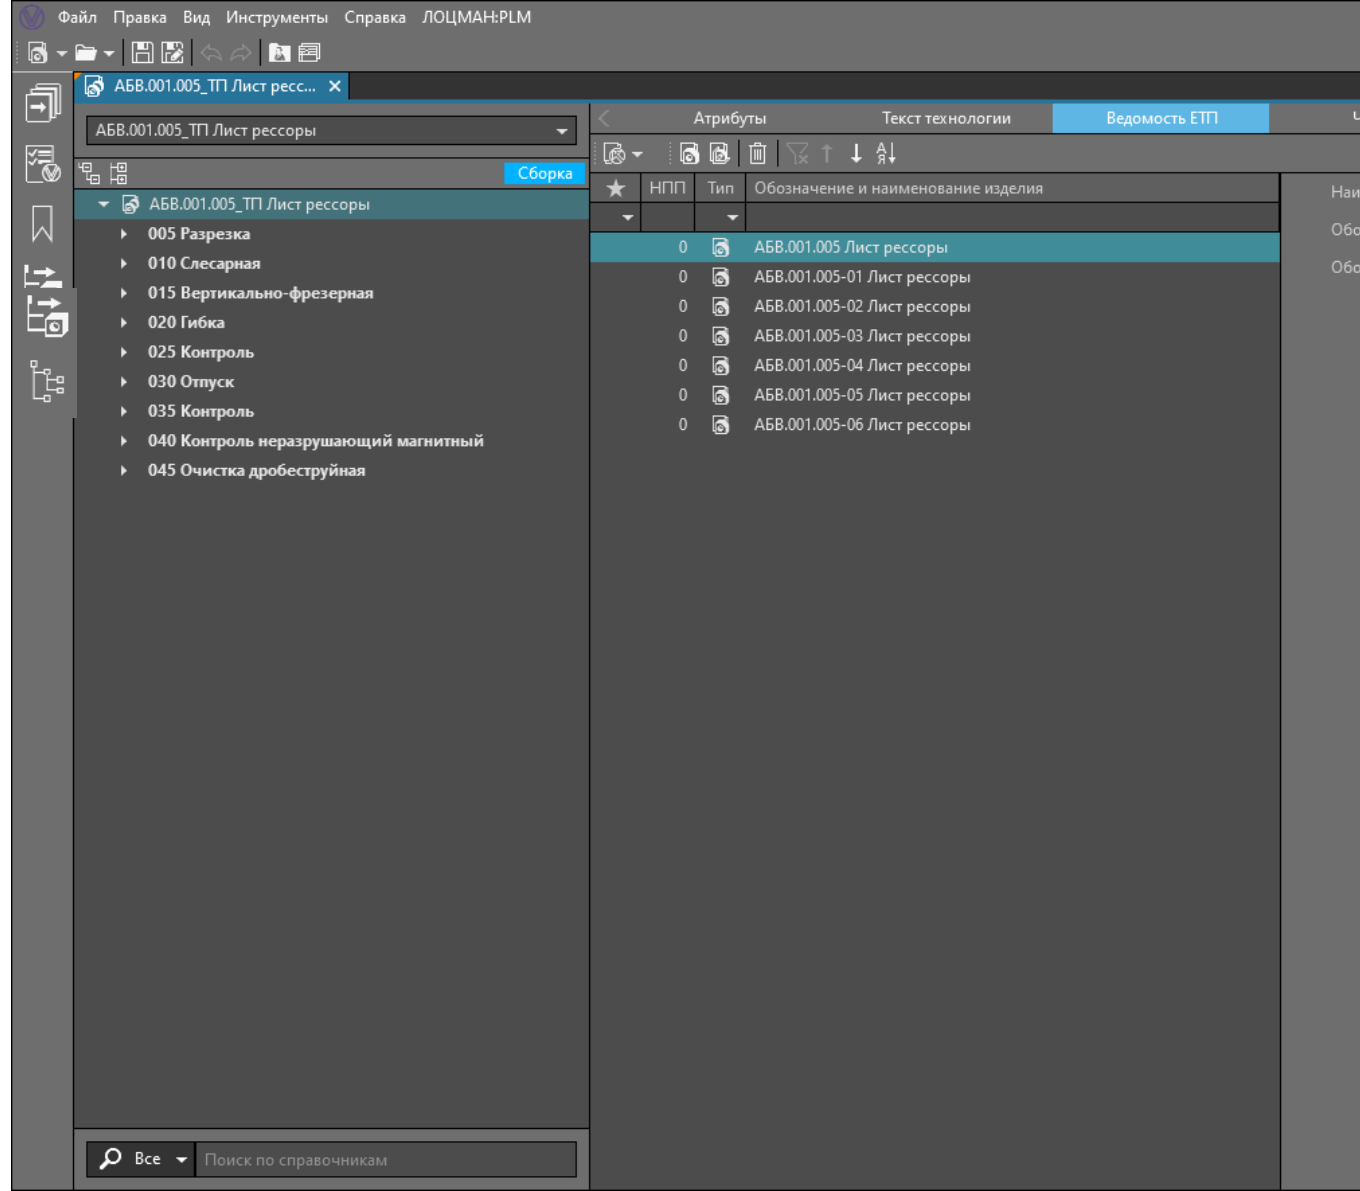 Файл Правка Вид Инструменты Справка ЛОЦМАН:PLM
АБВ.001.005_ТП Лист ресс...
АБВ.001.005_ТП Лист рессоры
Сборка
АБВ.001.005_ТП Лист рессоры
005 Разрезка
010 Слесарная
015 Вертикально-фрезерная
020 Гибка
025 Контроль
030 Отпуск
035 Контроль
040 Контроль неразрушающий магнитный
045 Очистка дробеструйная
Все
Поиск по справочникам
Атрибуты Текст технологии Ведомость ЕТП
НПП Тип Обозначение и наименование изделия
0 АБВ.001.005 Лист рессоры
0 АБВ.001.005-01 Лист рессоры
0 АБВ.001.005-02 Лист рессоры
0 АБВ.001.005-03 Лист рессоры
0 АБВ.001.005-04 Лист рессоры
0 АБВ.001.005-05 Лист рессоры
0 АБВ.001.005-06 Лист рессоры
Наи
Обо
Обо